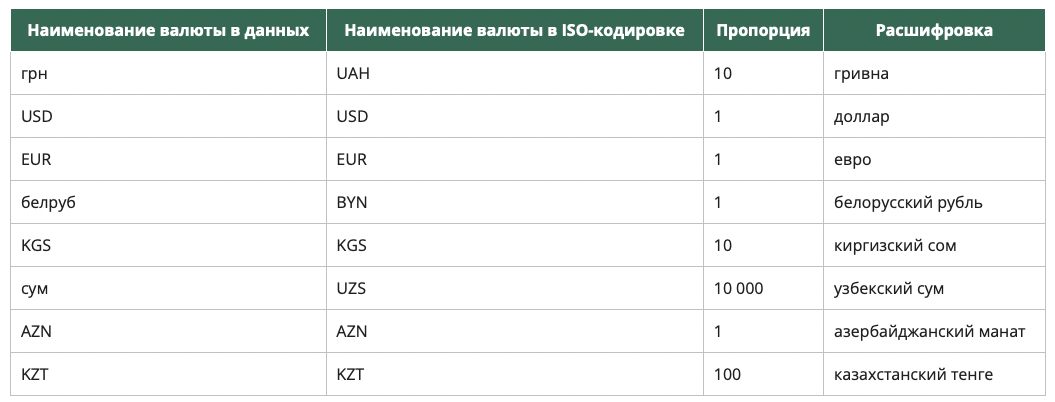 Наименование валюты в данных Наименование валюты в ISO-кодировке Пропорция Расшифровка
грн UAH 10 гривна
USD USD 1 доллар
EUR EUR 1 евро
белруб BYN 1 белорусский рубль
KGS KGS 10 киргизский сом
сум UZS 10 000 узбекский сум
AZN AZN 1 азербайджанский манат
KZT KZT 100 казахстанский тенге